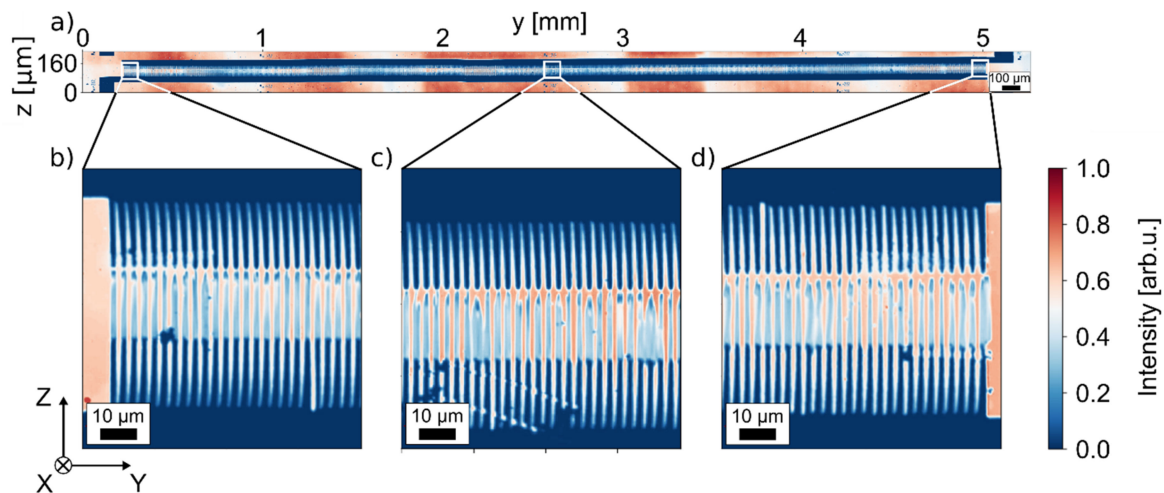 a)
y [mm]
0 1 2 3 4 5
z [µm]
160
0
100 µm
b) c) d)
1.0
0.8
0.6
0.4
0.2
0.0
Intensity [arb.u.]
10 µm 10 µm 10 µm
Z
X Y